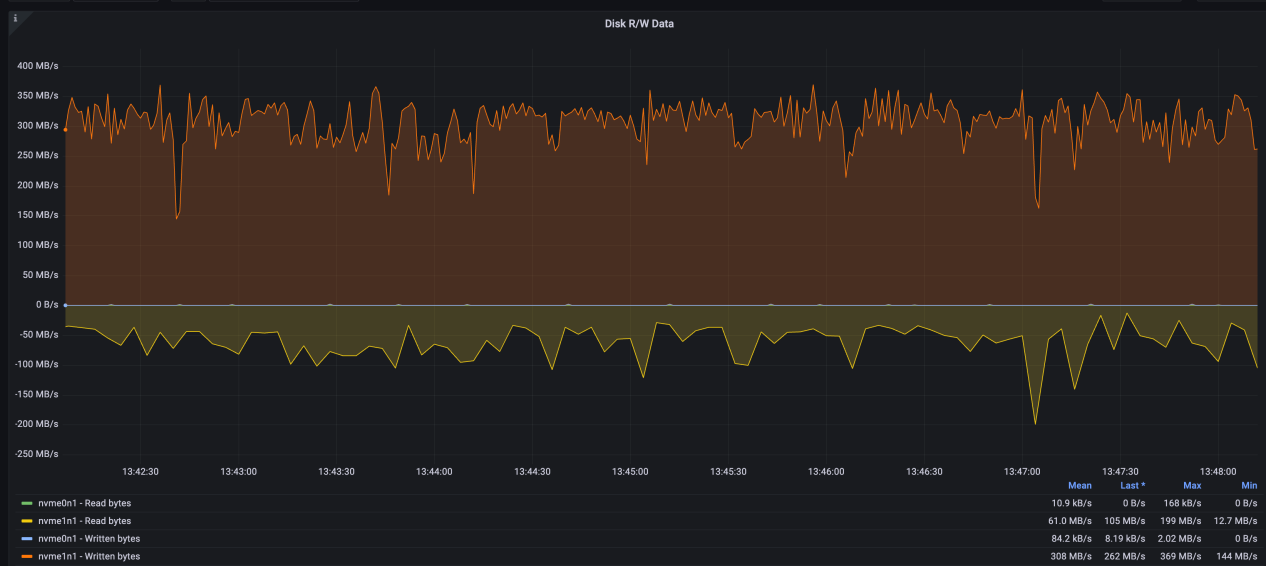 i
Disk R/W Data
400 MB/s
350 MB/s
300 MB/s
250 MB/s
200 MB/s
150 MB/s
100 MB/s
50 MB/s
0 B/s
-50 MB/s
-100 MB/s
-150 MB/s
-200 MB/s
-250 MB/s
13:42:30 13:43:00 13:43:30 13:44:00 13:44:30 13:45:00 13:45:30 13:46:00 13:46:30 13:47:00 13:47:30 13:48:00
Mean Last * Max Min
nvme0n1 - Read bytes 10.9 kB/s 0 B/s 168 kB/s 0 B/s
nvme1n1 - Read bytes 61.0 MB/s 105 MB/s 199 MB/s 12.7 MB/s
nvme0n1 - Written bytes 84.2 kB/s 8.19 kB/s 2.02 MB/s 0 B/s
nvme1n1 - Written bytes 308 MB/s 262 MB/s 369 MB/s 144 MB/s